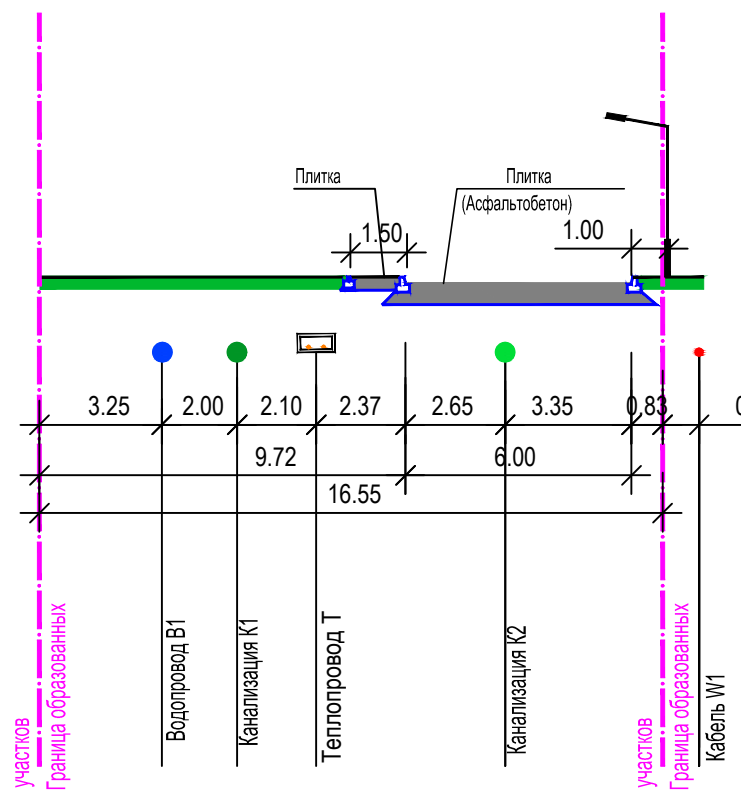 Плитка
Плитка
(Асфальтобетон)
1.50
1.00
3.25
2.00
2.10
2.37
2.65
3.35
0,83
0
9.72
6.00
16.55
участков
Граница образованных
Водопровод В1
Канализация К1
Теплопровод Т
Канализация К2
участков
Граница образованных
Кабель W1